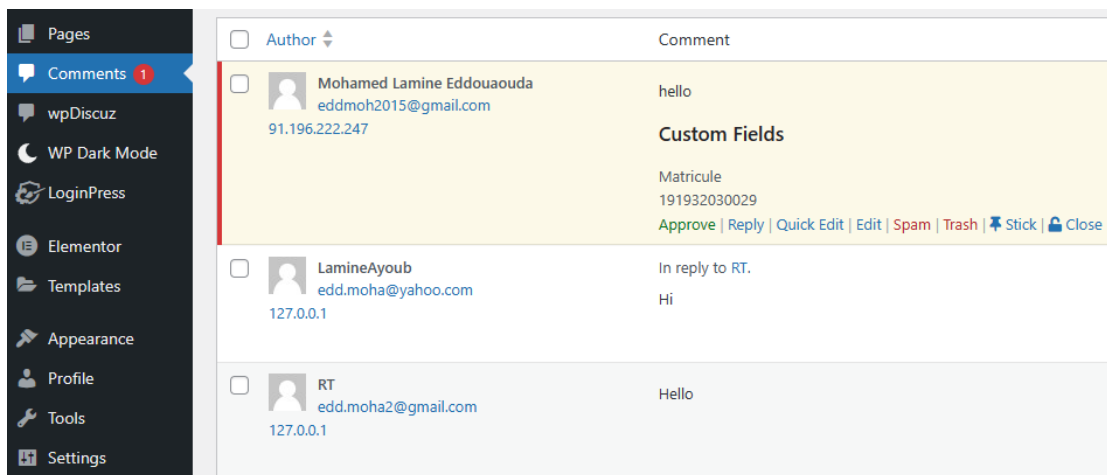 Pages
Comments 1
wpDiscuz
WP Dark Mode
LoginPress
Elementor
Templates
Appearance
Profile
Tools
Settings
Author Comment
Mohamed Lamine Eddouaouda
eddmoh2015@gmail.com
91.196.222.247
hello
Custom Fields
Matricule
191932030029
Approve | Reply | Quick Edit | Edit | Spam | Trash | Stick | Close
LamineAyoub
edd.moha@yahoo.com
127.0.0.1
In reply to RT.
Hi
RT
edd.moha2@gmail.com
127.0.0.1
Hello